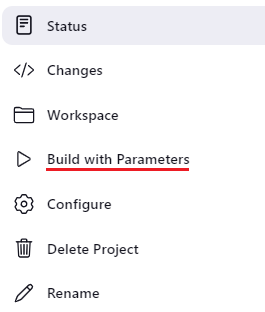 Status
Changes
Workspace
Build with Parameters
Configure
Delete Project
Rename